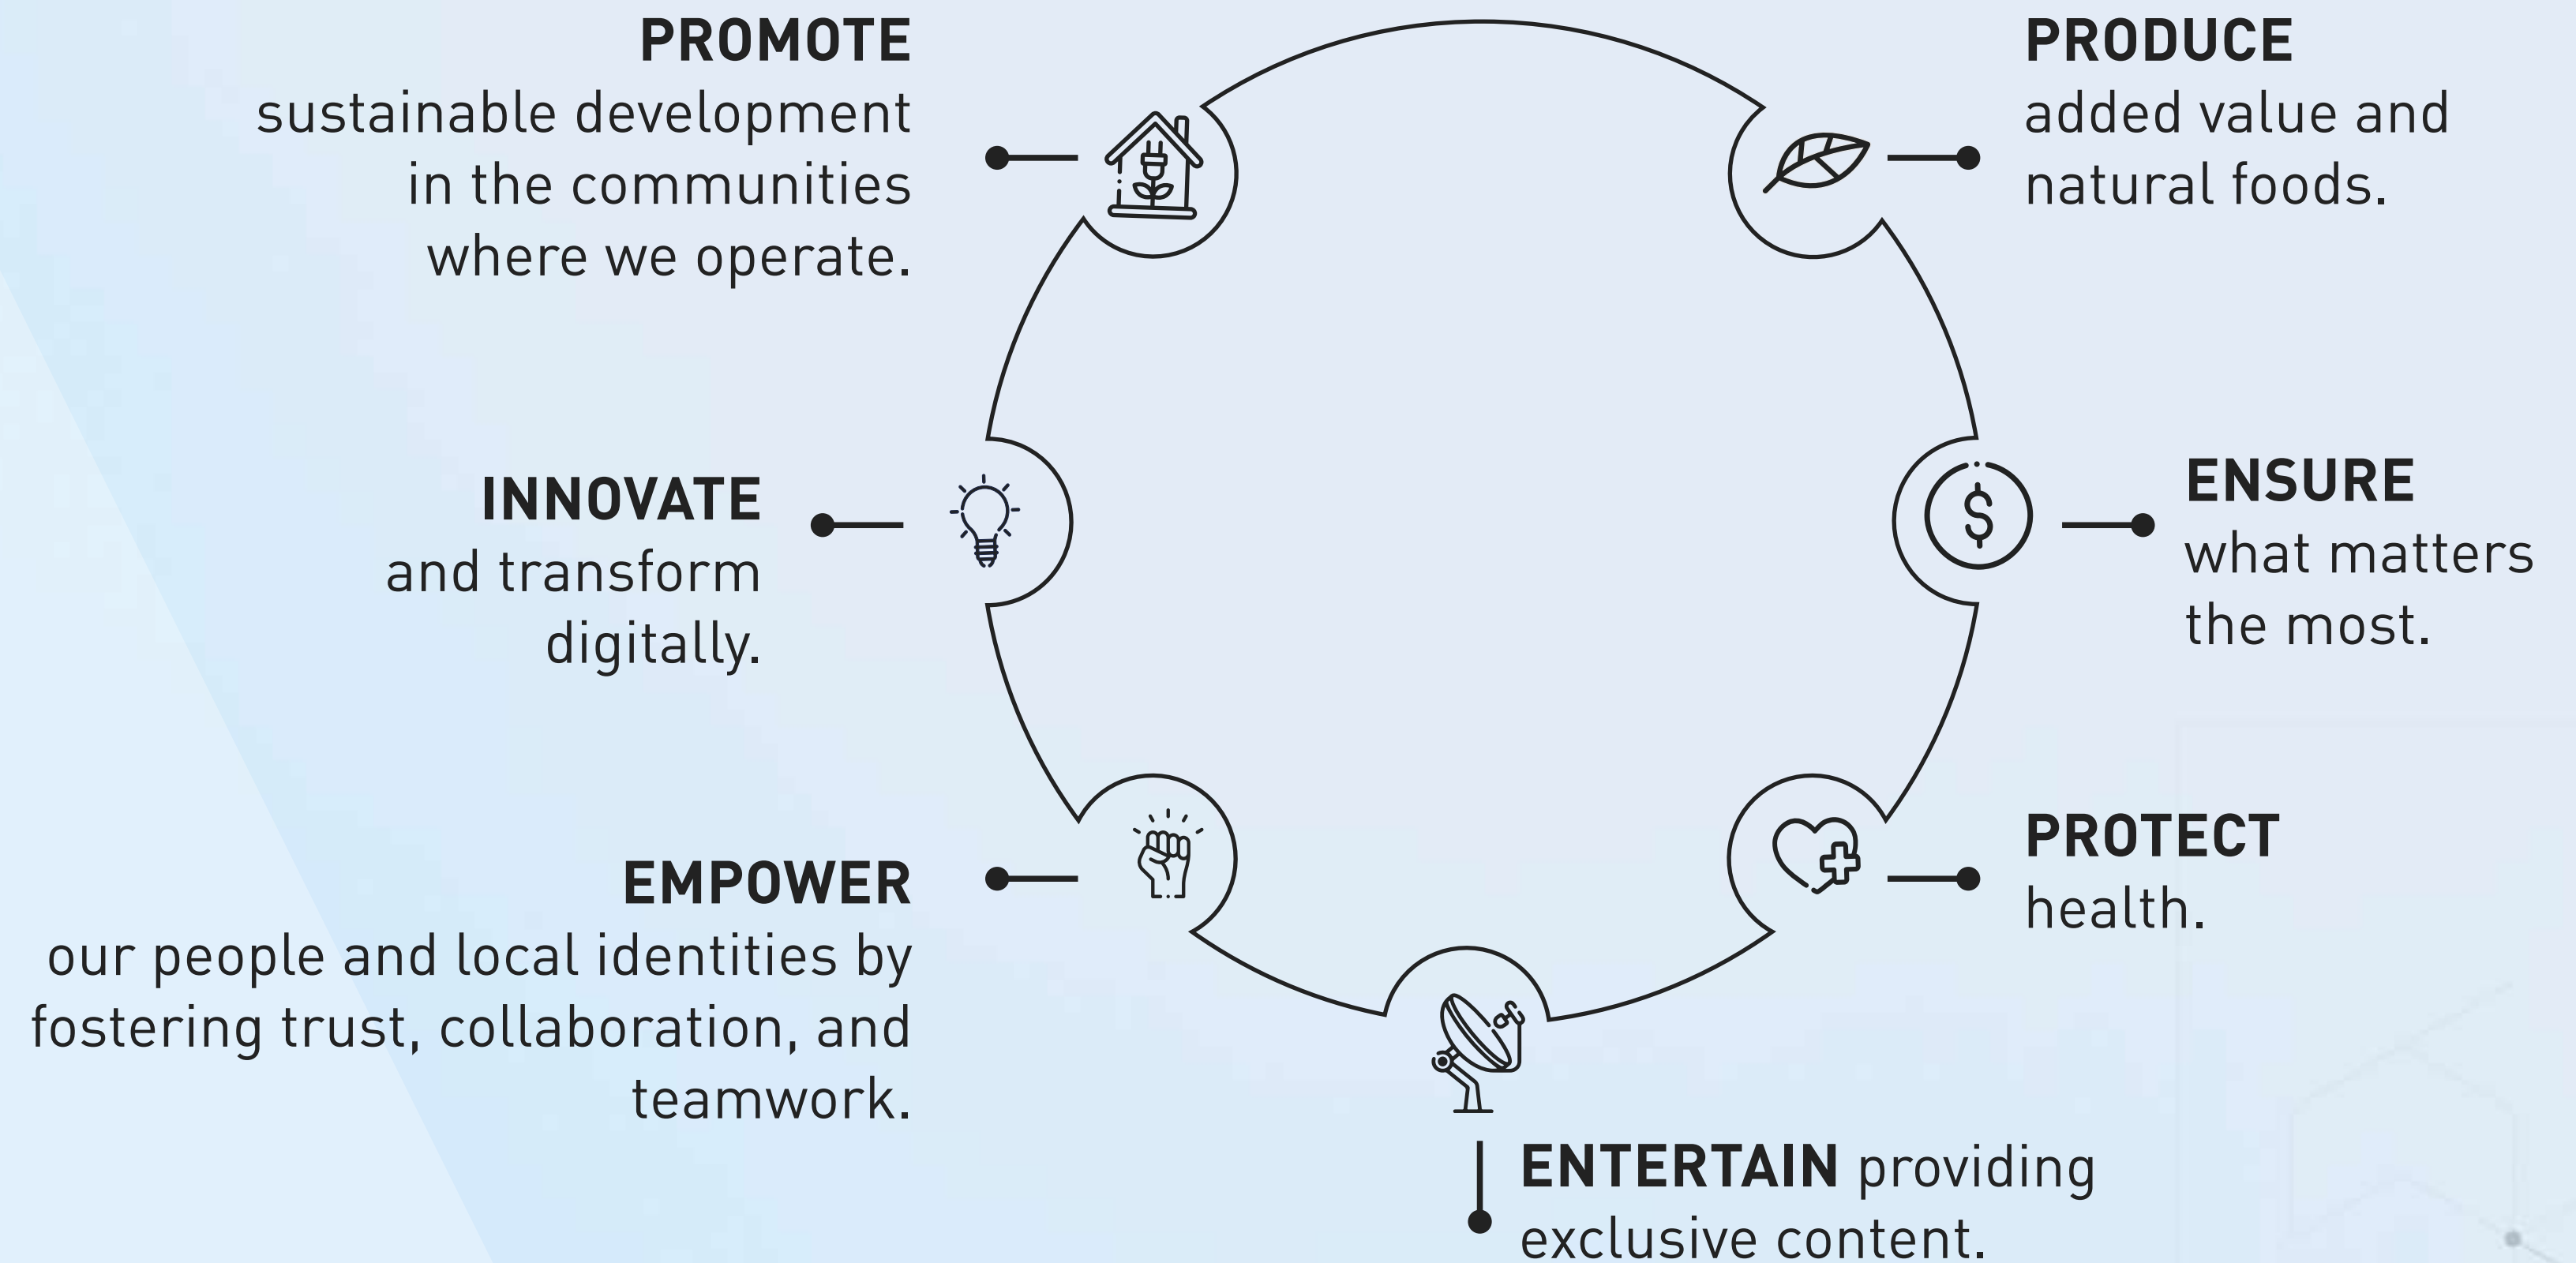 PROMOTE
sustainable development
in the communities
where we operate.
PRODUCE
added value and
natural foods.
INNOVATE
and transform
digitally.
$
ENSURE
what matters
the most.
EMPOWER
our people and local identities by
fostering trust, collaboration, and
teamwork.
PROTECT
health.
ENTERTAIN providing
exclusive content.